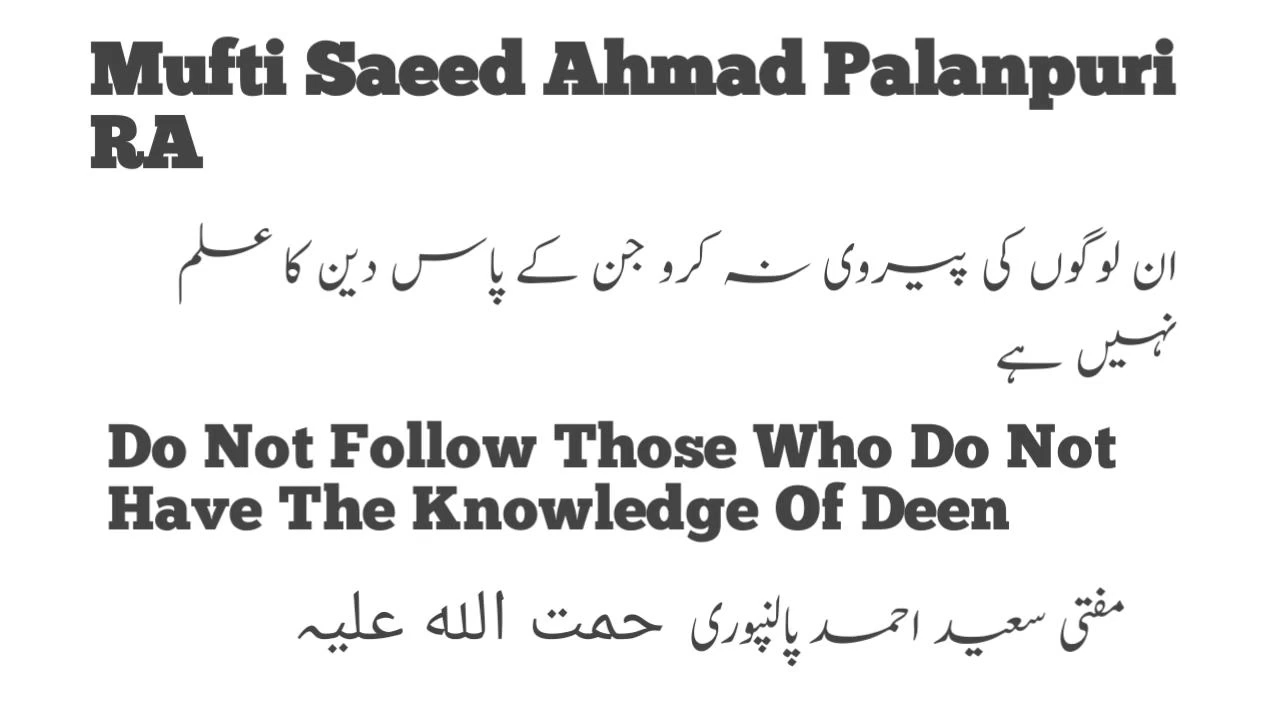 Mufti Saeed Ahmad Palanpuri
RA
ان لوگوں کی پیروی نہ کرو جن کے پاس دین کا علم
نہیں ہے
Do Not Follow Those Who Do Not
Have The Knowledge Of Deen
مفتی سعید احمد پالنپوری حمت الله علیہ